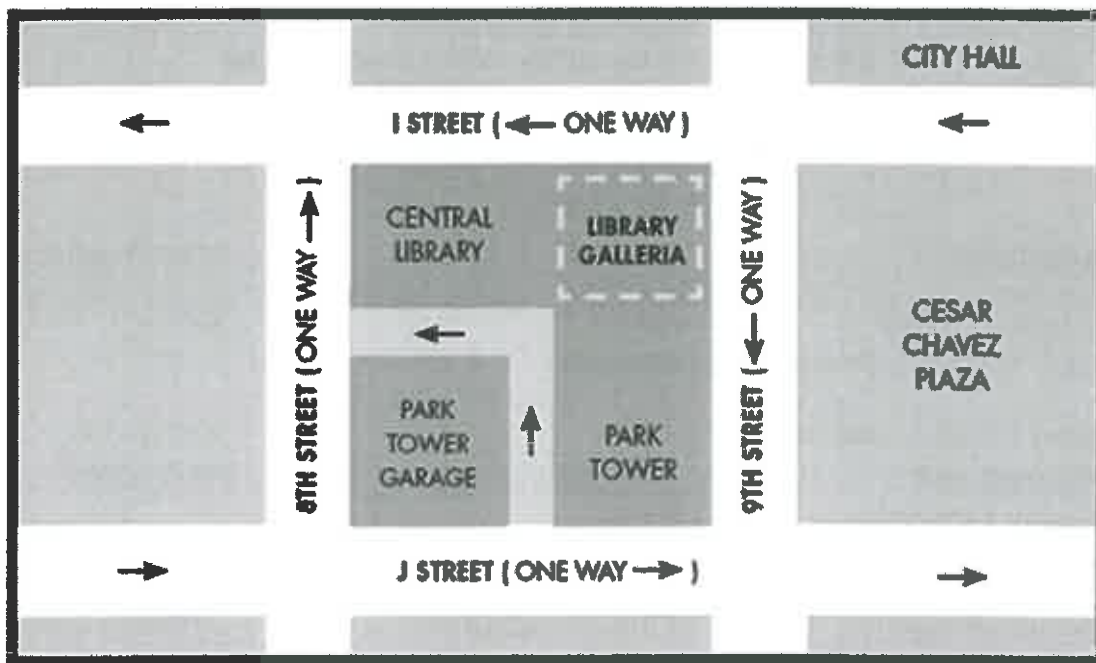 CITY HALL
I STREET (← ONE WAY)
8TH STREET (ONE WAY →)
CENTRAL
LIBRARY
LIBRARY
GALLERIA
9TH STREET (← ONE WAY)
CESAR
CHAVEZ
PLAZA
PARK
TOWER
GARAGE
PARK
TOWER
J STREET (ONE WAY →)